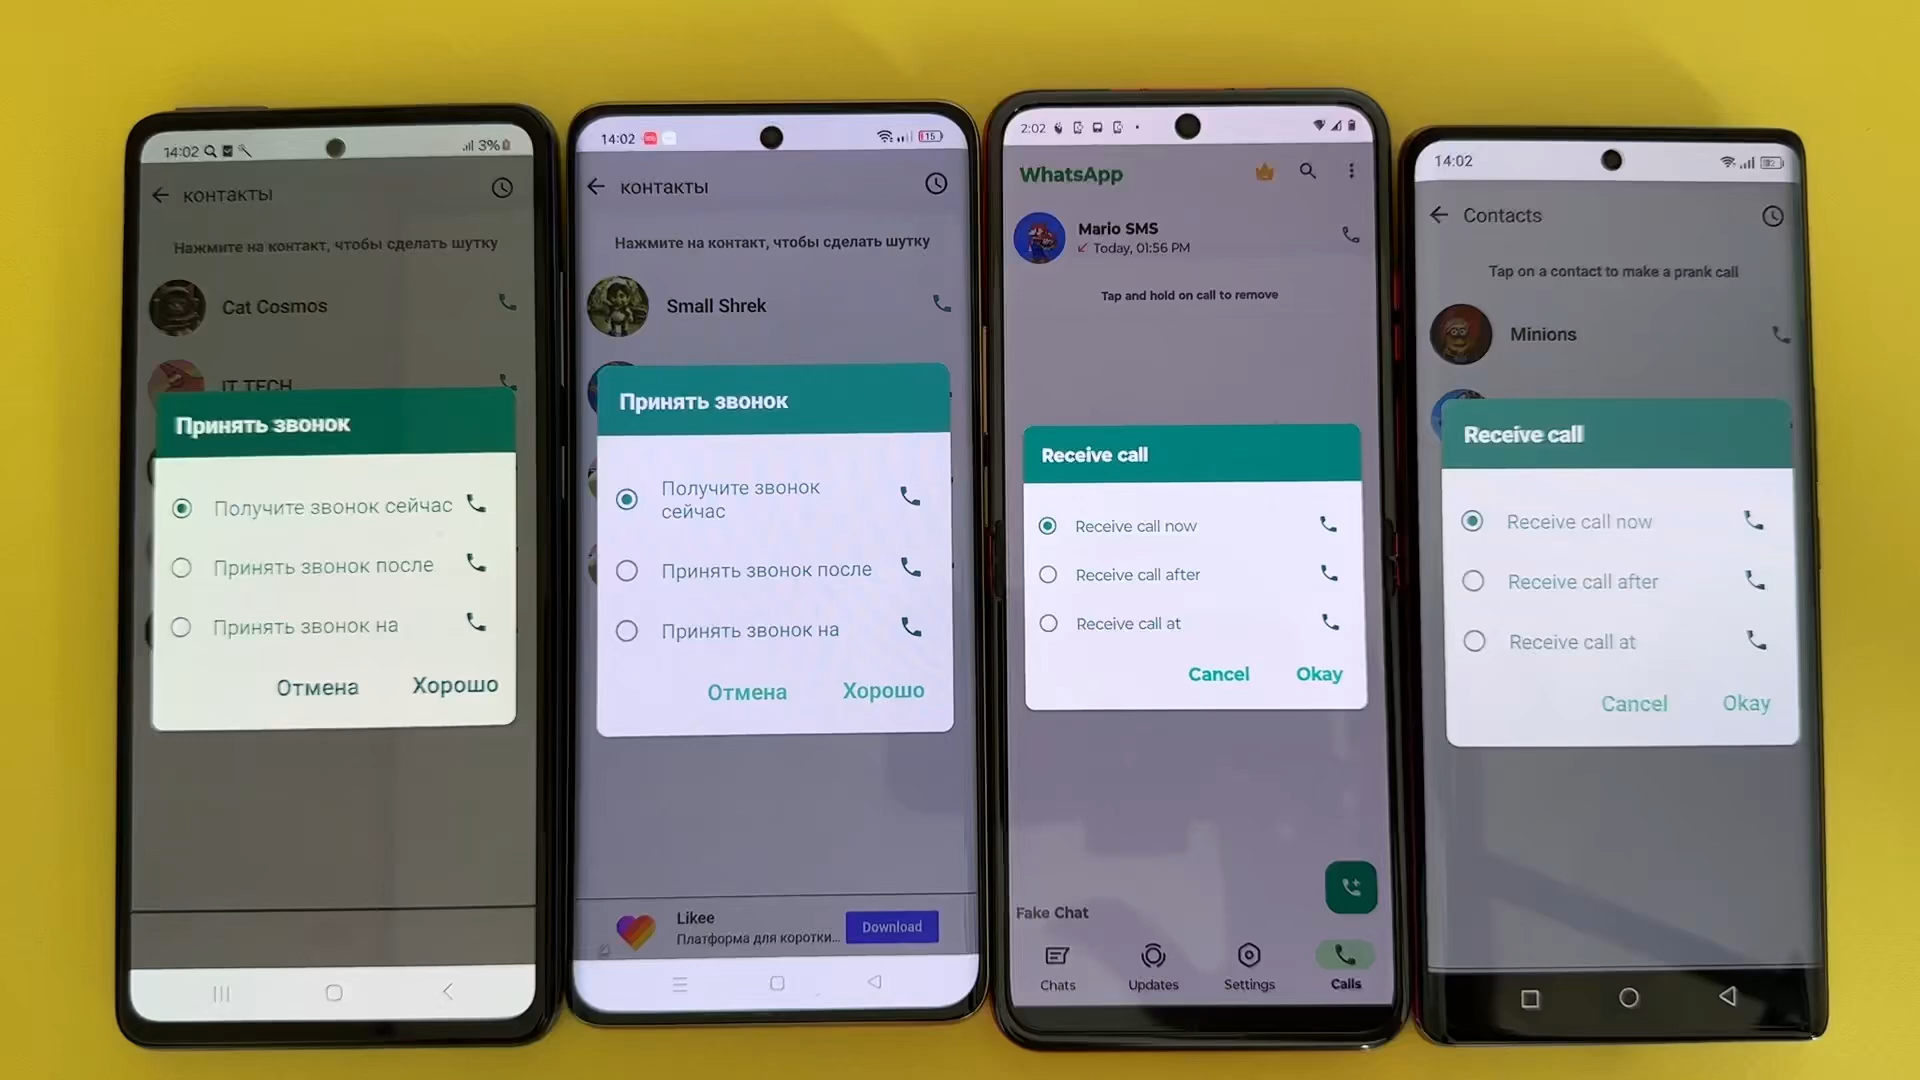 14:02
3%
контакты
Нажмите на контакт, чтобы сделать шутку
Cat Cosmos
IT TECH
Принять звонок
Получите звонок сейчас
Принять звонок после
Принять звонок на
Отмена Хорошо
14:02
15
контакты
Нажмите на контакт, чтобы сделать шутку
Small Shrek
Принять звонок
Получите звонок
сейчас
Принять звонок после
Принять звонок на
Отмена Хорошо
Likee
Платформа для коротки...
Download
2:02
WhatsApp
Mario SMS
Today, 01:56 PM
Tap and hold on call to remove
Receive call
Receive call now
Receive call after
Receive call at
Cancel Okay
Fake Chat
Chats Updates Settings Calls
14:02
Contacts
Tap on a contact to make a prank call
Minions
Receive call
Receive call now
Receive call after
Receive call at
Cancel Okay